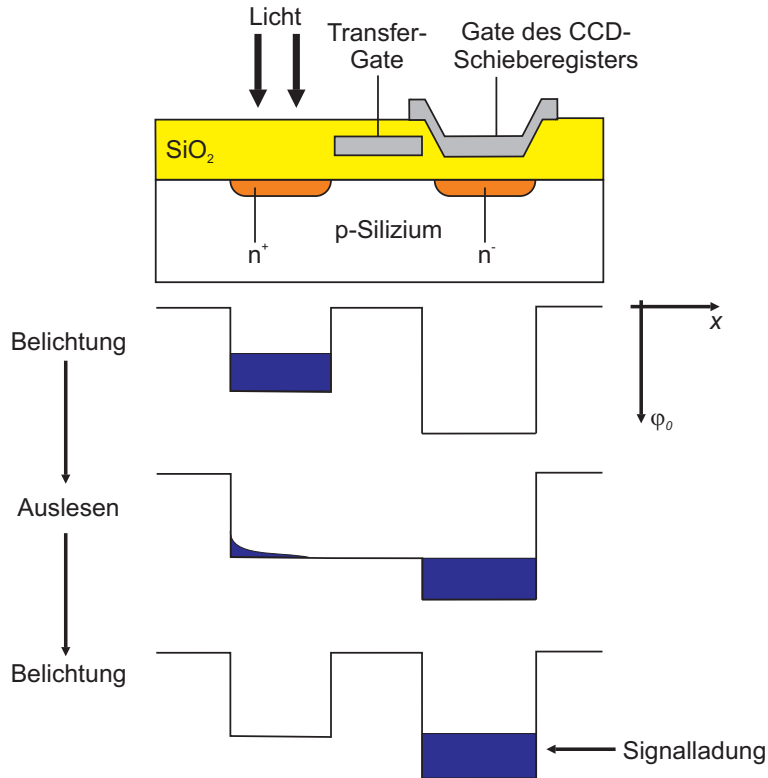 Licht
Transfer-
Gate
Gate des CCD-
Schieberegisters
SiO₂
p-Silizium
n⁺
n⁻
Belichtung
x
φ₀
Auslesen
Belichtung
Signalladung